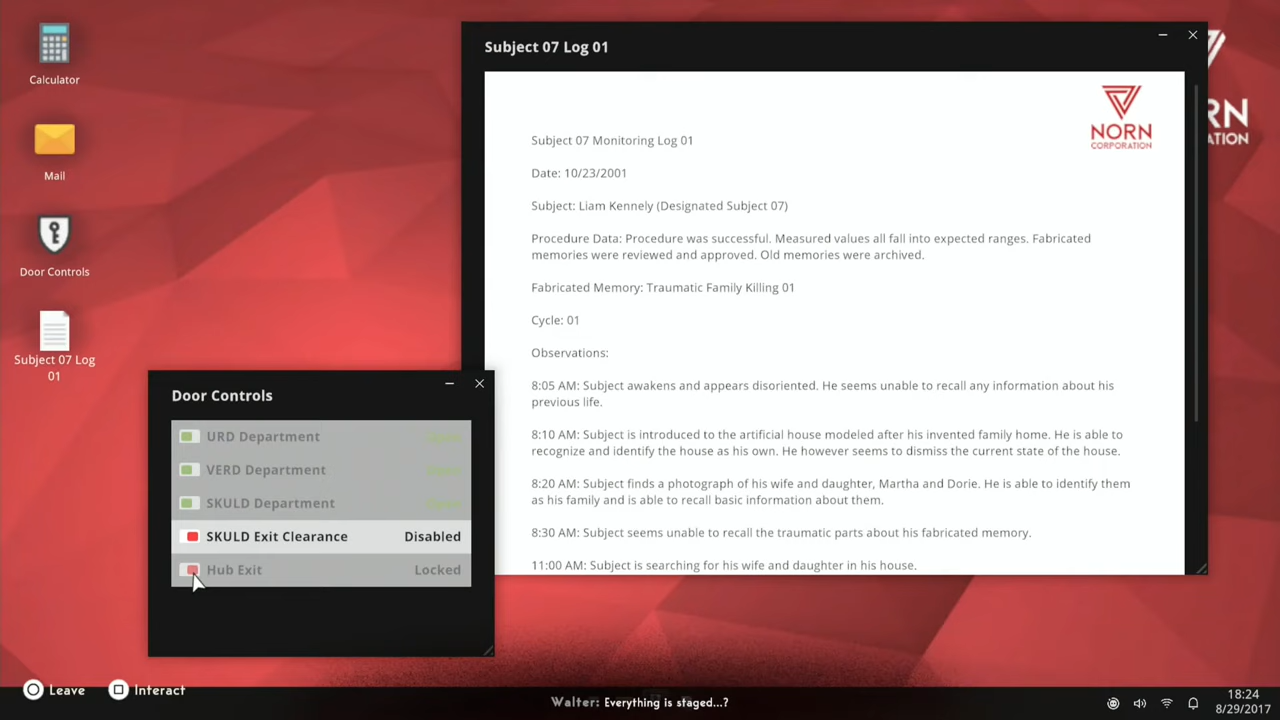 Calculator
Mail
Door Controls
Subject 07 Log
01
Subject 07 Log 01
NORN
CORPORATION
Subject 07 Monitoring Log 01
Date: 10/23/2001
Subject: Liam Kennely (Designated Subject 07)
Procedure Data: Procedure was successful. Measured values all fall into expected ranges. Fabricated
memories were reviewed and approved. Old memories were archived.
Fabricated Memory: Traumatic Family Killing 01
Cycle: 01
Observations:
8:05 AM: Subject awakens and appears disoriented. He seems unable to recall any information about his
previous life.
8:10 AM: Subject is introduced to the artificial house modeled after his invented family home. He is able to
recognize and identify the house as his own. He however seems to dismiss the current state of the house.
8:20 AM: Subject finds a photograph of his wife and daughter, Martha and Dorie. He is able to identify them
as his family and is able to recall basic information about them.
8:30 AM: Subject seems unable to recall the traumatic parts about his fabricated memory.
11:00 AM: Subject is searching for his wife and daughter in his house.
Door Controls
URD Department
VERD Department
SKULD Department
SKULD Exit Clearance Disabled
Hub Exit Locked
Leave
Interact
Walter: Everything is staged...?
18:24
8/29/2017